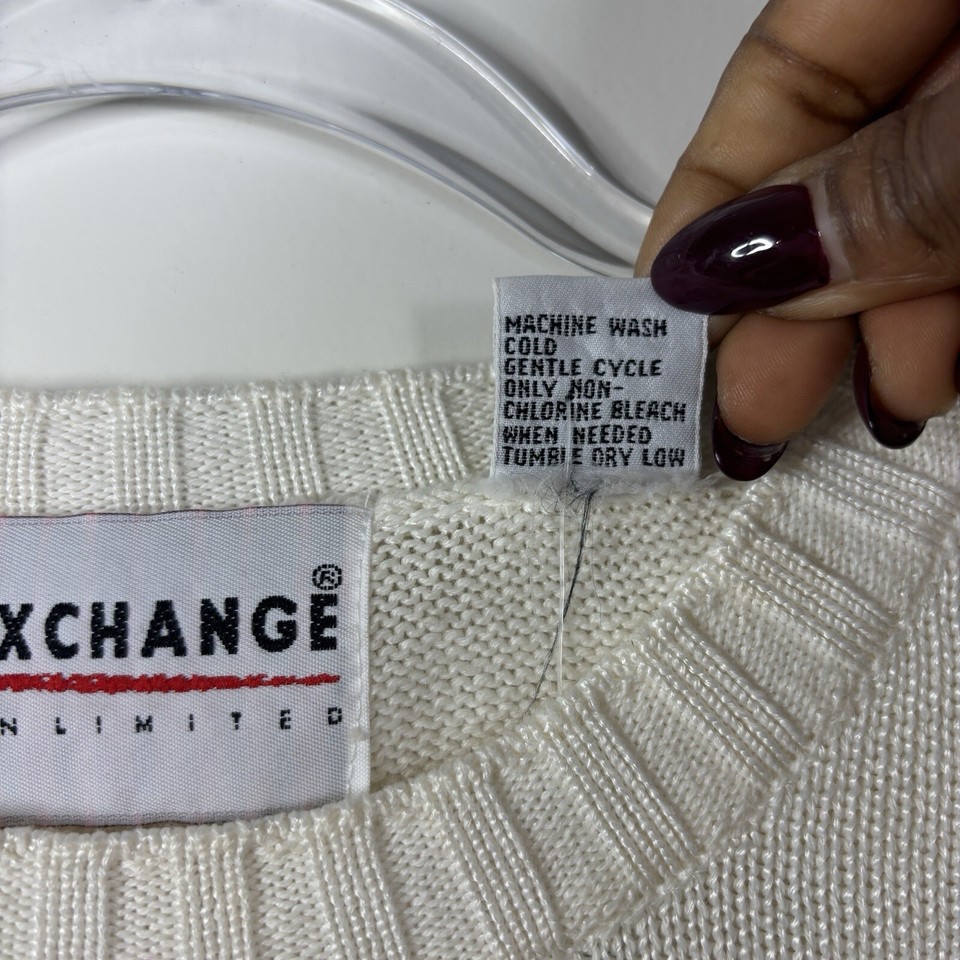 MACHINE WASH
COLD
GENTLE CYCLE
ONLY NON-
CHLORINE BLEACH
WHEN NEEDED
TUMBLE DRY LOW
XCHANGE®
NLIMITED